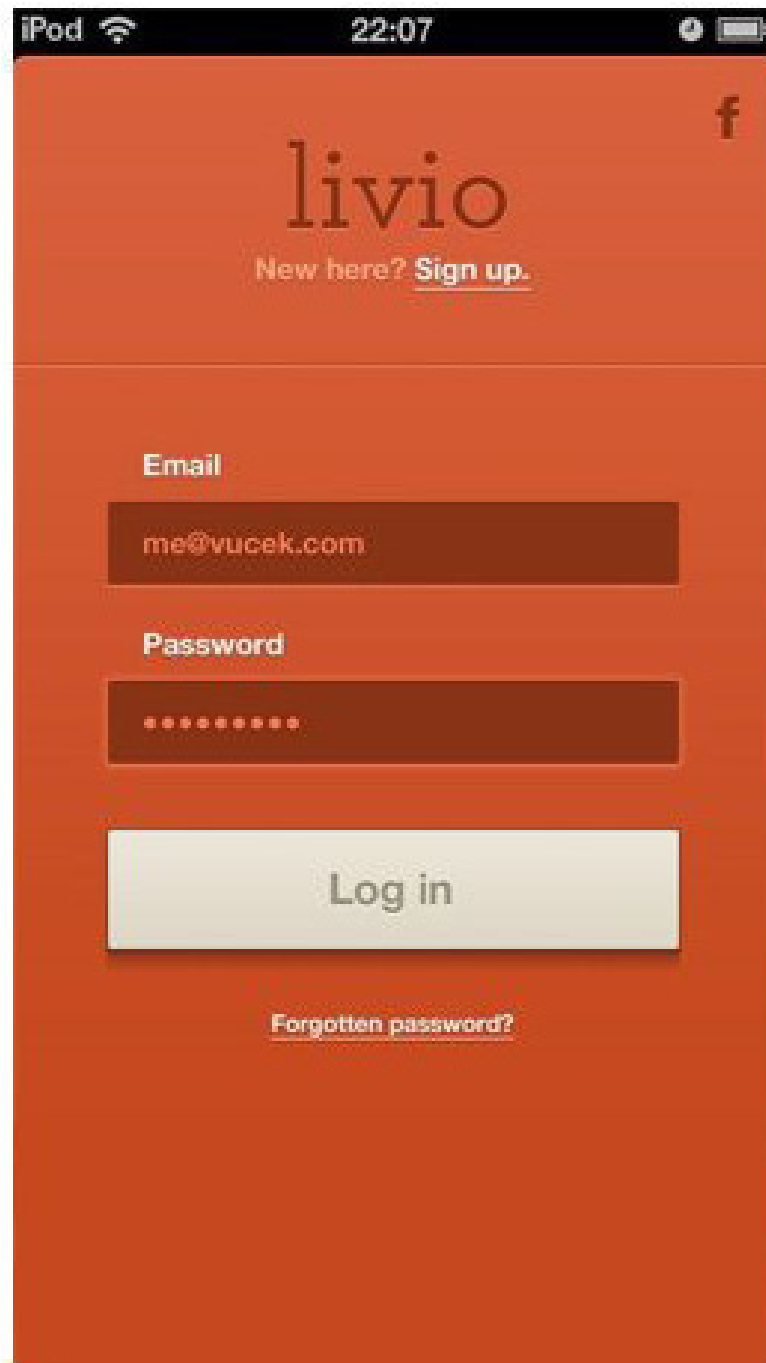 iPod 22:07
f
livio
New here? Sign up.
Email
me@vucek.com
Password
•••••••••
Log in
Forgotten password?